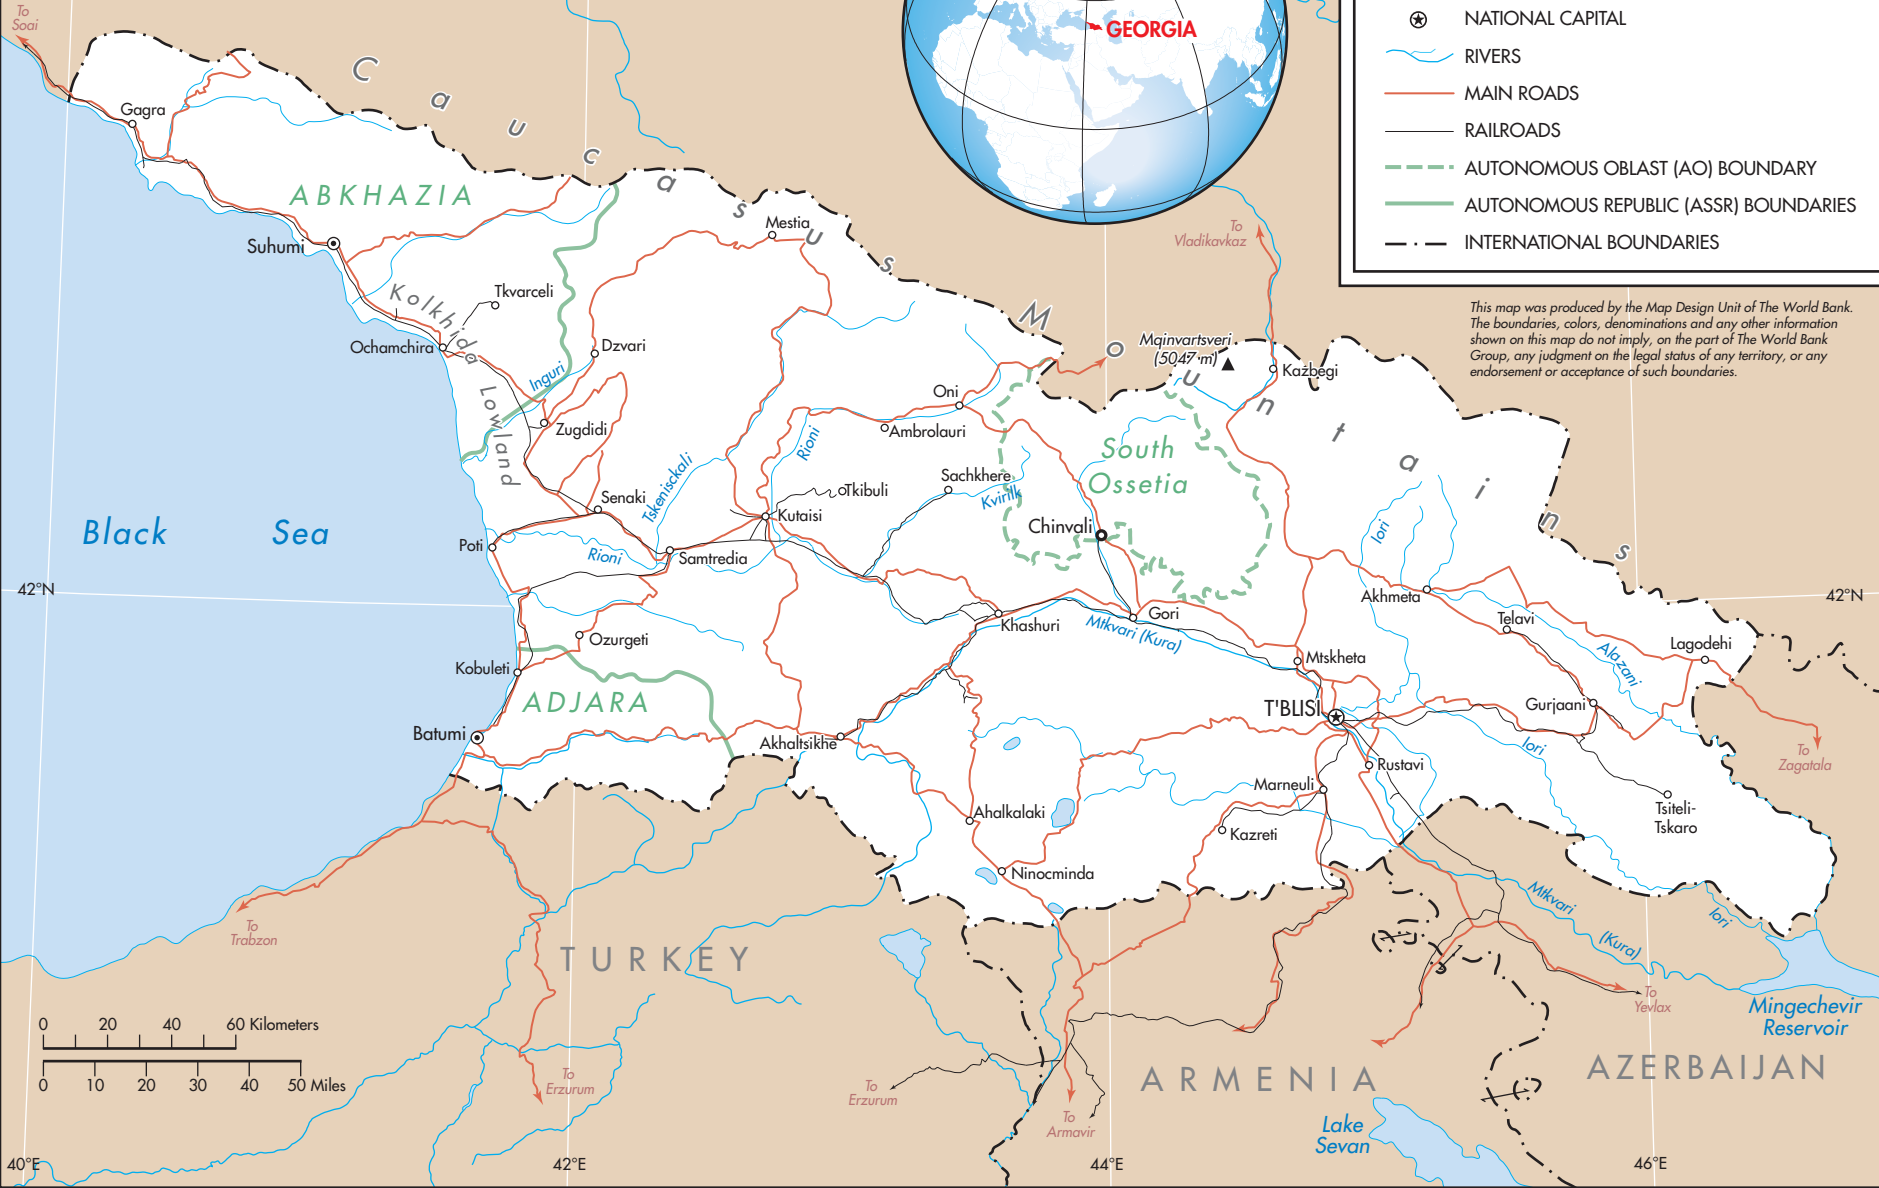 GEORGIA
NATIONAL CAPITAL
RIVERS
MAIN ROADS
RAILROADS
AUTONOMOUS OBLAST (AO) BOUNDARY
AUTONOMOUS REPUBLIC (ASSR) BOUNDARIES
INTERNATIONAL BOUNDARIES
This map was produced by the Map Design Unit of The World Bank.
The boundaries, colors, denominations and any other information
shown on this map do not imply, on the part of The World Bank
Group, any judgment on the legal status of any territory, or any
endorsement or acceptance of such boundaries.
To
Soai
Gagra
Caucasus Mountains
ABKHAZIA
Suhumi
Mestia
To
Vladikavkaz
Tkvarceli
Kolkhida
Lowland
Ochamchira
Dzvari
Inguri
Mqinvartsveri
(5047 m)
Każbegi
Oni
Ambrolauri
Zugdidi
Rioni
South
Ossetia
Tskenisckali
Sachkhere
Kvirilk
Tkibuli
Senaki
Kutaisi
Chinvali
Iori
Black Sea
Poti
Rioni
Samtredia
42°N
42°N
Akhmeta
Gori
Khashuri
Mtkvari (Kura)
Telavi
Lagodehi
Alazani
Ozurgeti
Kobuleti
Mtskheta
ADJARA
T'BLISI
Gurjaani
Batumi
Akhaltsikhe
Iori
Rustavi
To
Zagatala
Marneuli
Tsiteli-
Tskaro
Ahalkalaki
Kazreti
Ninocminda
Mtkvari
(Kura)
Iori
To
Trabzon
TURKEY
To
Yevlax
Mingechevir
Reservoir
0 20 40 60 Kilometers
0 10 20 30 40 50 Miles
To
Erzurum
To
Erzurum
To
Armavir
ARMENIA
AZERBAIJAN
Lake
Sevan
40°E
42°E
44°E
46°E